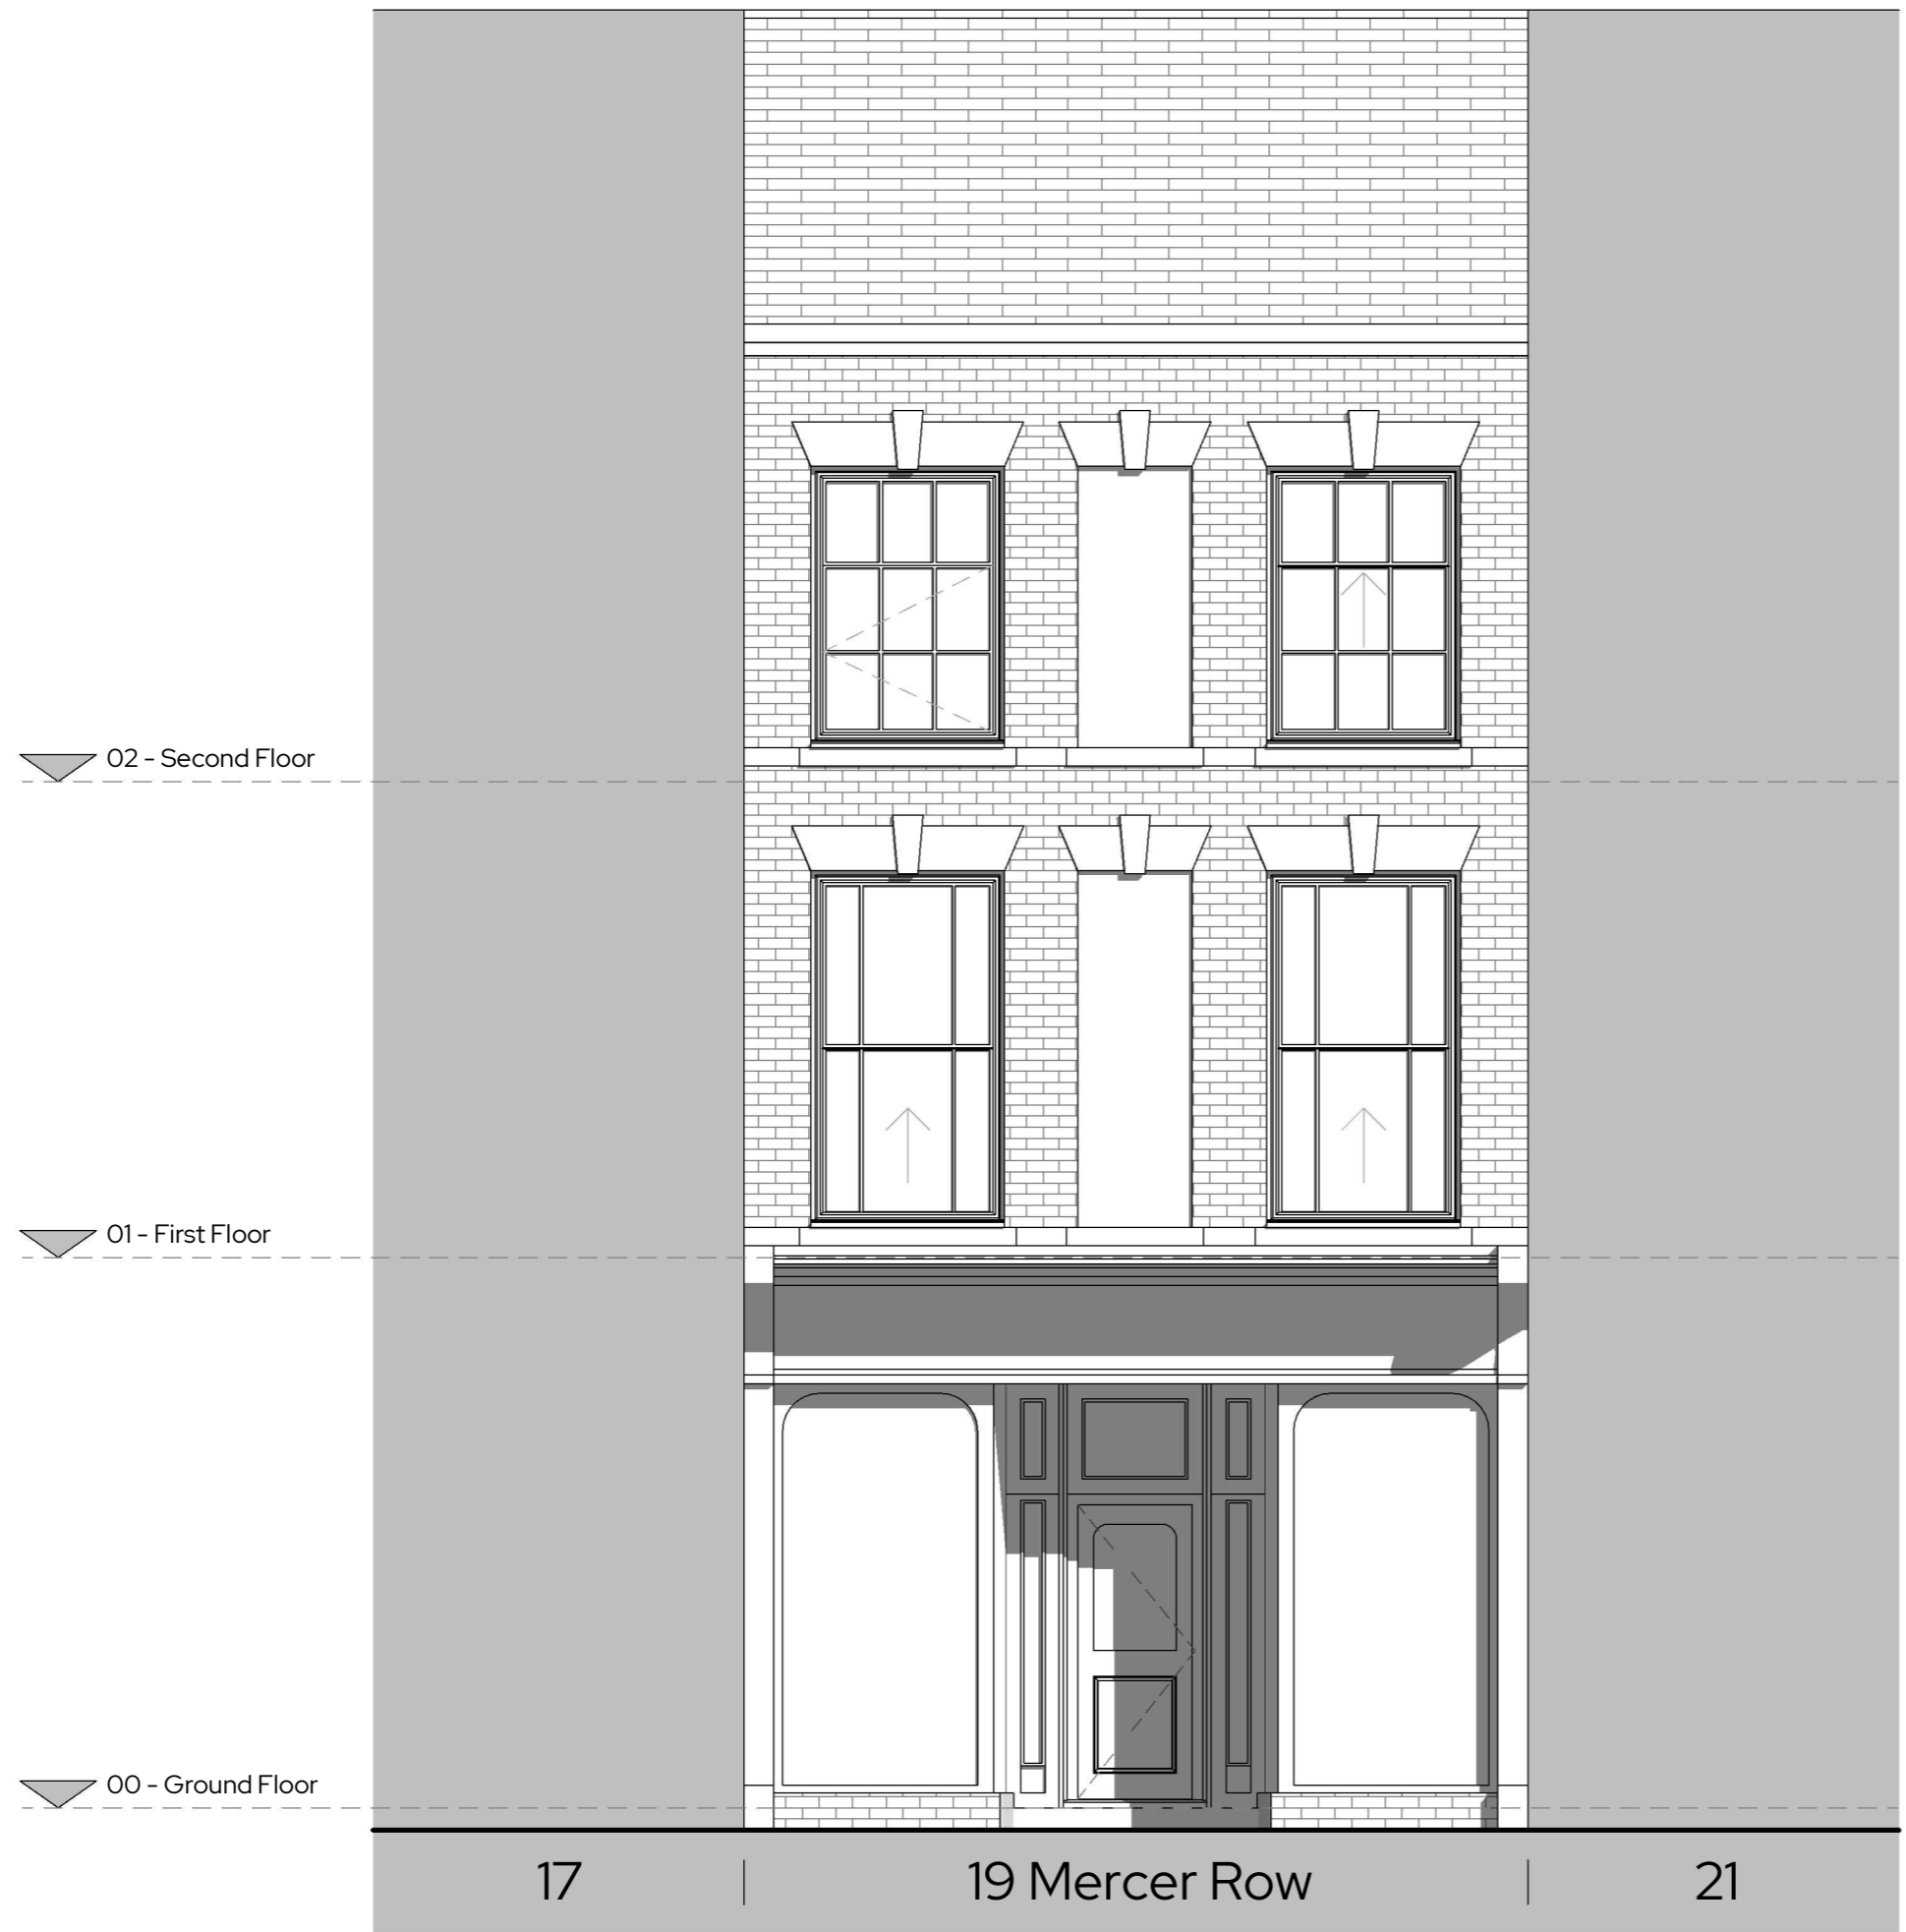 02 - Second Floor
01 - First Floor
00 - Ground Floor
17
19 Mercer Row
21